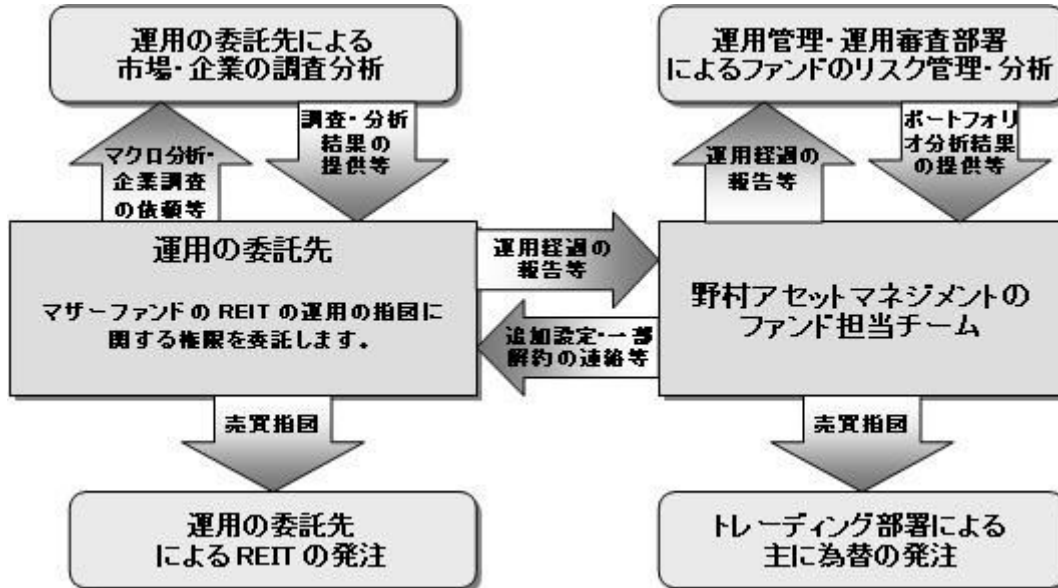 運用の委託先による
市場・企業の調査分析
運用管理・運用審査部署
によるファンドのリスク管理・分析
マクロ分析・
企業調査
の依頼等
調査・分析
結果の
提供等
運用経過の
報告等
ポートフォリ
オ分析結果
の提供等
運用の委託先
マザーファンドのREITの運用の指図に
関する権限を委託します。
運用経過の
報告等
追加設定・一部
解約の連絡等
野村アセットマネジメントの
ファンド担当チーム
売買指図
売買指図
運用の委託先
によるREITの発注
トレーディング部署による
主に為替の発注